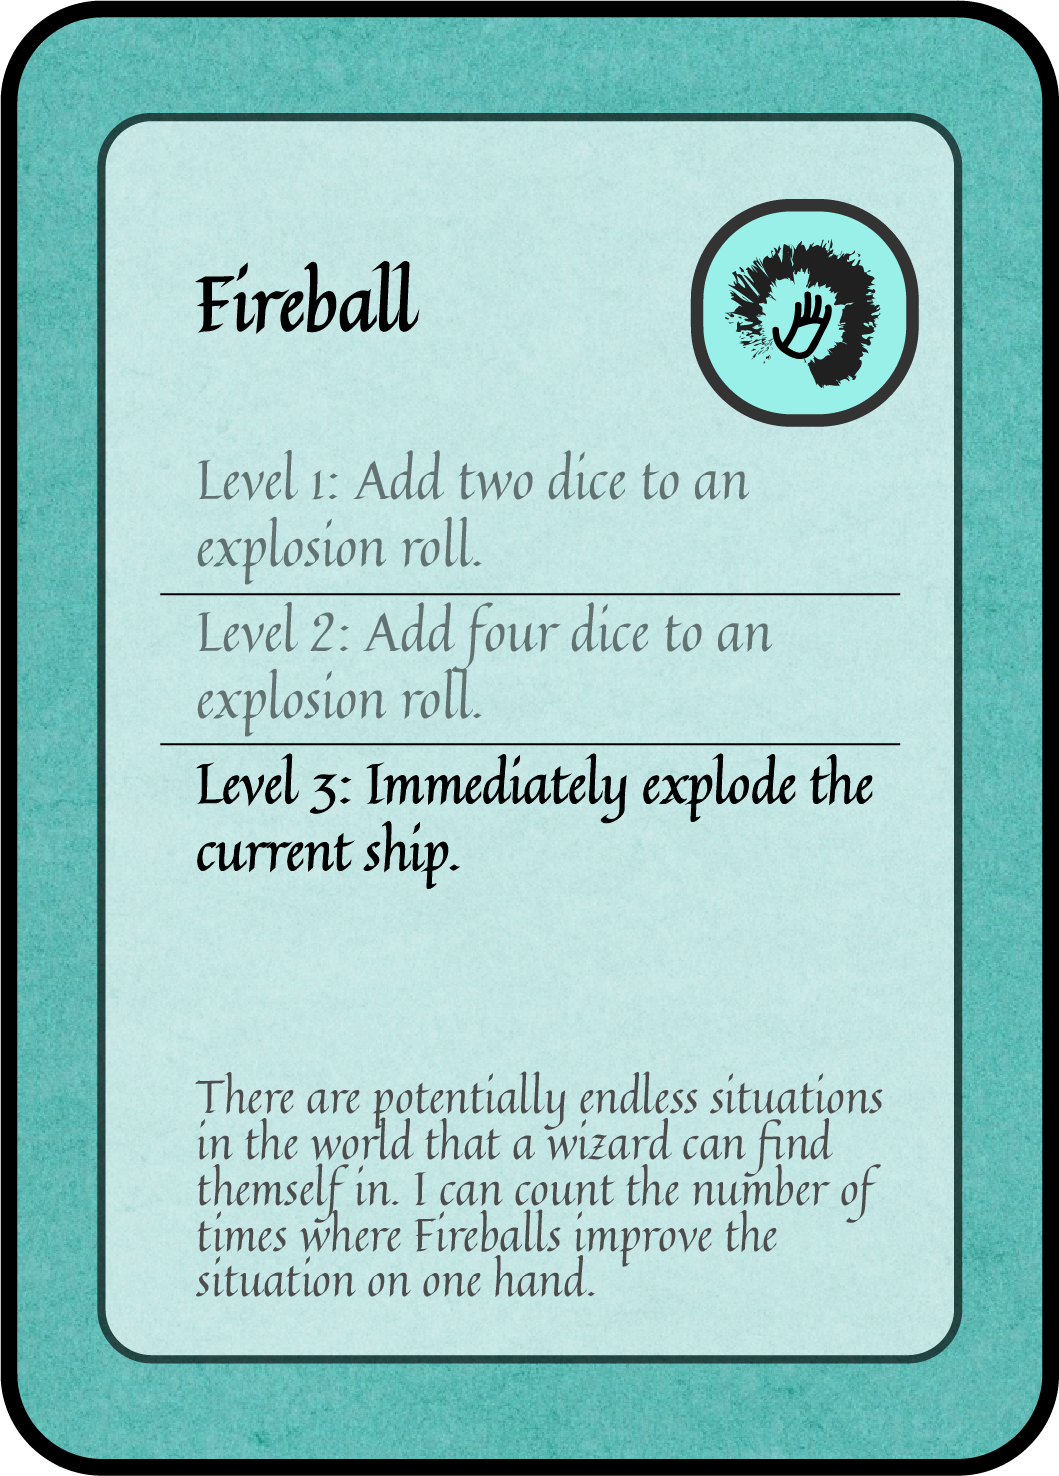 Fireball
Level 1: Add two dice to an
explosion roll.
Level 2: Add four dice to an
explosion roll.
Level 3: Immediately explode the
current ship.
There are potentially endless situations
in the world that a wizard can find
themself in. I can count the number of
times where Fireballs improve the
situation on one hand.